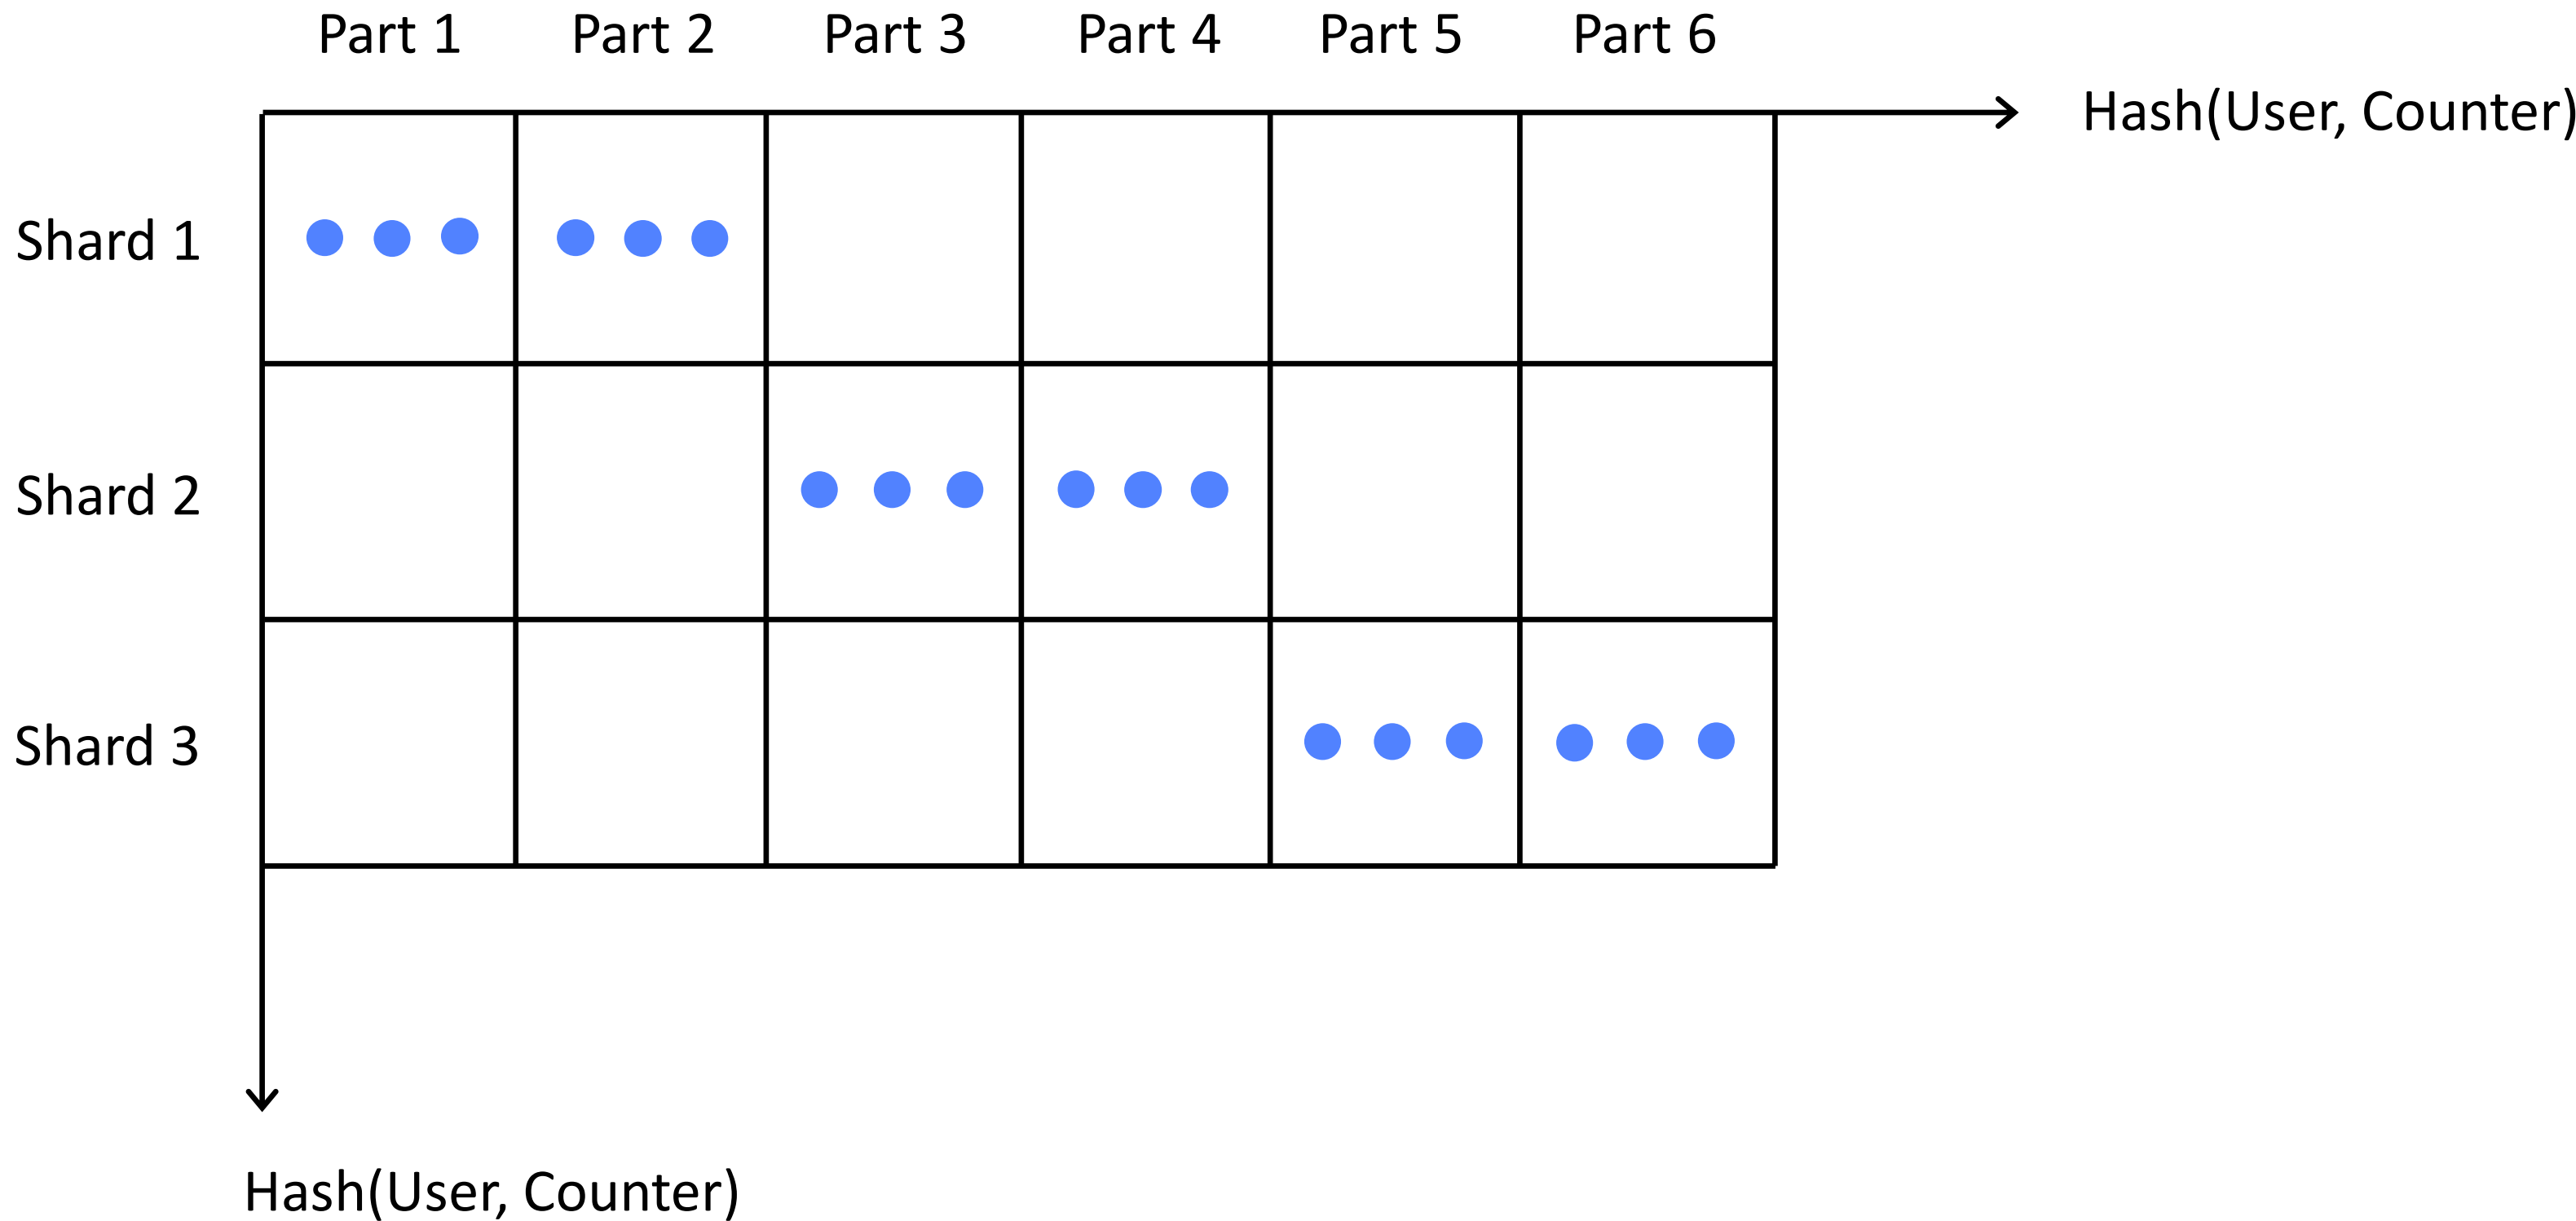 Part 1 Part 2 Part 3 Part 4 Part 5 Part 6
Hash(User, Counter)
Shard 1
Shard 2
Shard 3
Hash(User, Counter)